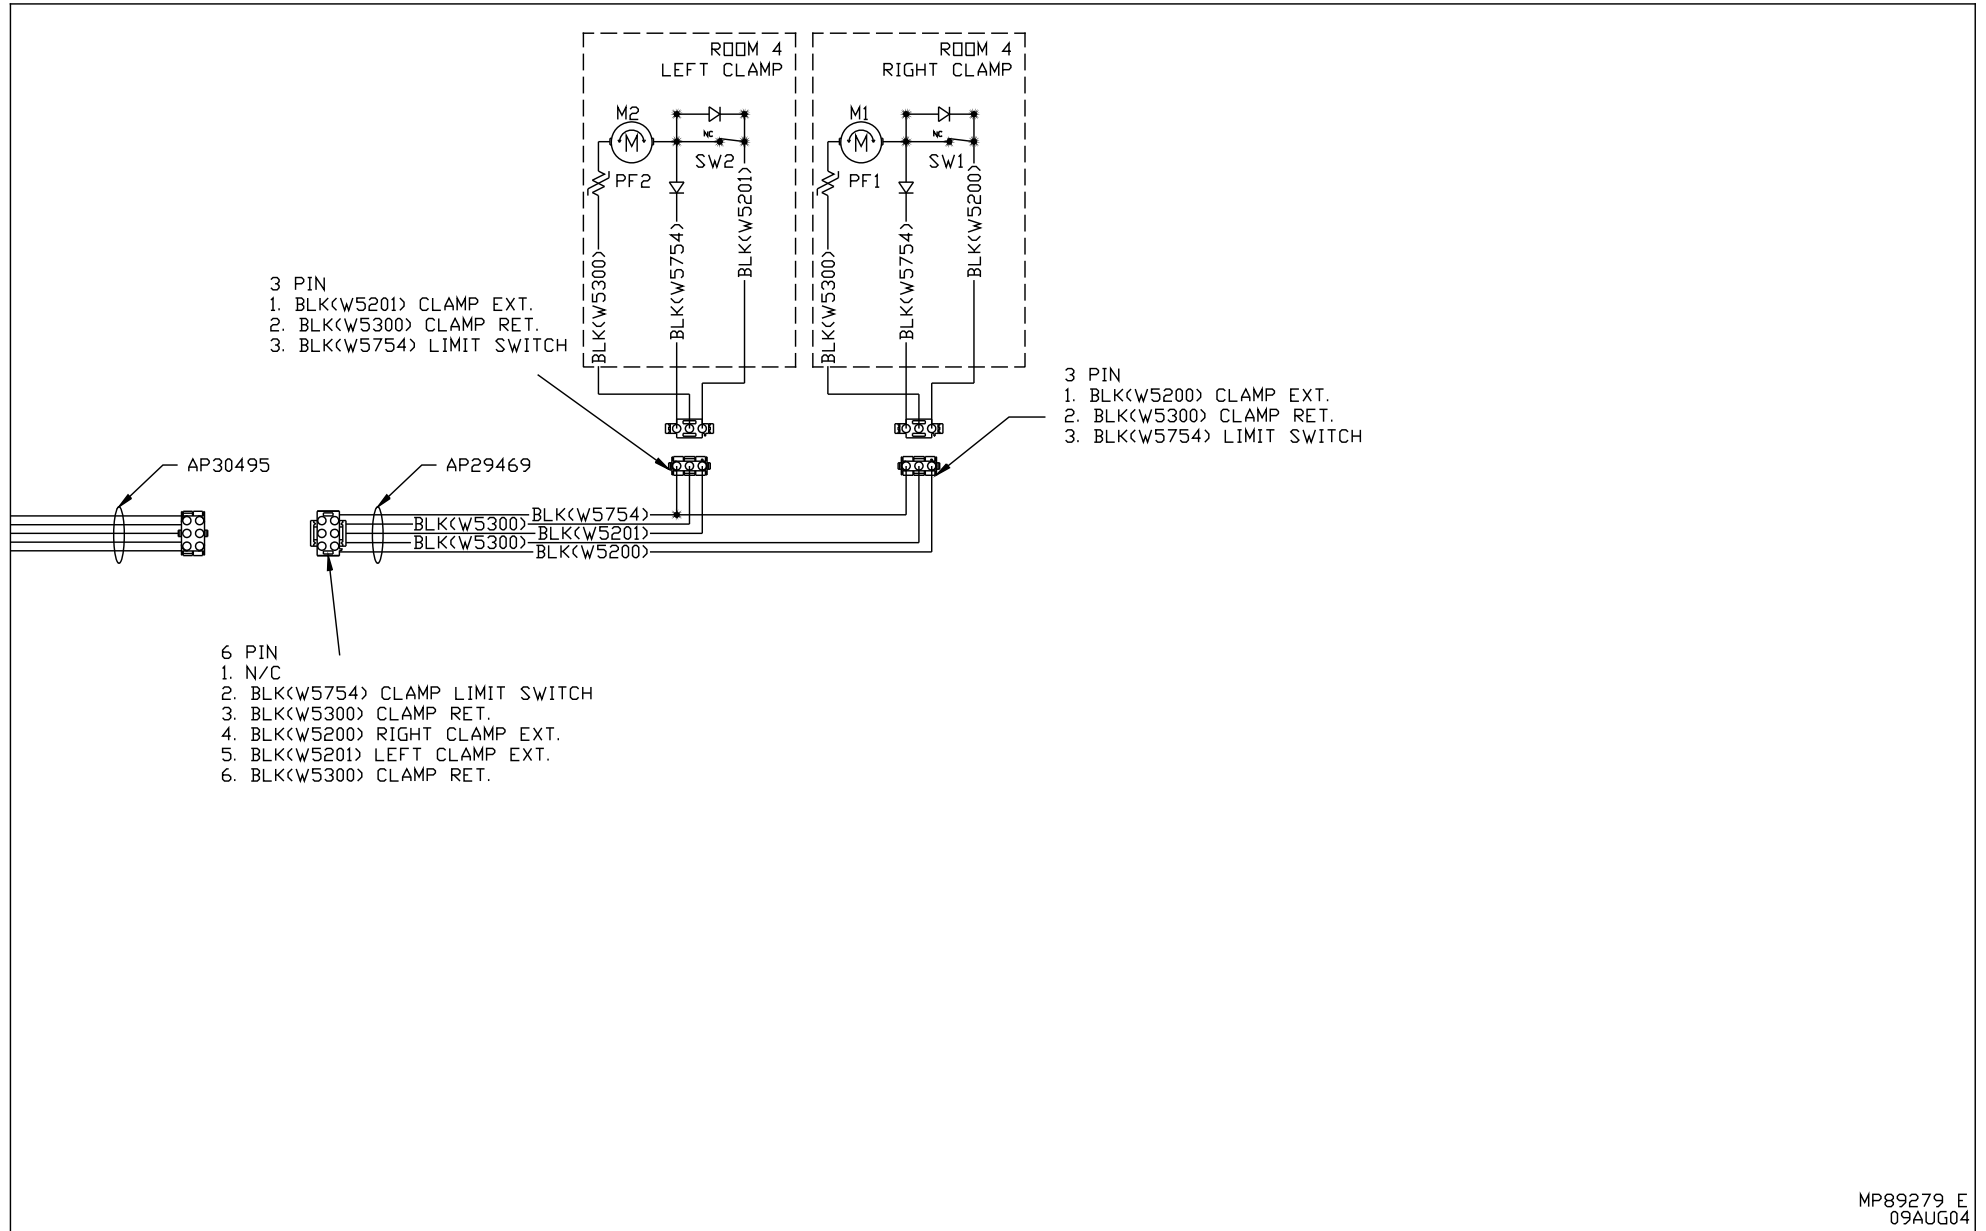 ROOM 4
LEFT CLAMP
ROOM 4
RIGHT CLAMP
M2
M
NC
SW2
PF2
BLK(W5300)
BLK(W5754)
BLK(W5201)
M1
M
NC
SW1
PF1
BLK(W5300)
BLK(W5754)
BLK(W5200)
3 PIN
1. BLK(W5201) CLAMP EXT.
2. BLK(W5300) CLAMP RET.
3. BLK(W5754) LIMIT SWITCH
3 PIN
1. BLK(W5200) CLAMP EXT.
2. BLK(W5300) CLAMP RET.
3. BLK(W5754) LIMIT SWITCH
AP30495
AP29469
BLK(W5754)
BLK(W5300)
BLK(W5201)
BLK(W5300)
BLK(W5200)
6 PIN
1. N/C
2. BLK(W5754) CLAMP LIMIT SWITCH
3. BLK(W5300) CLAMP RET.
4. BLK(W5200) RIGHT CLAMP EXT.
5. BLK(W5201) LEFT CLAMP EXT.
6. BLK(W5300) CLAMP RET.
MP89279 E
09AUG04